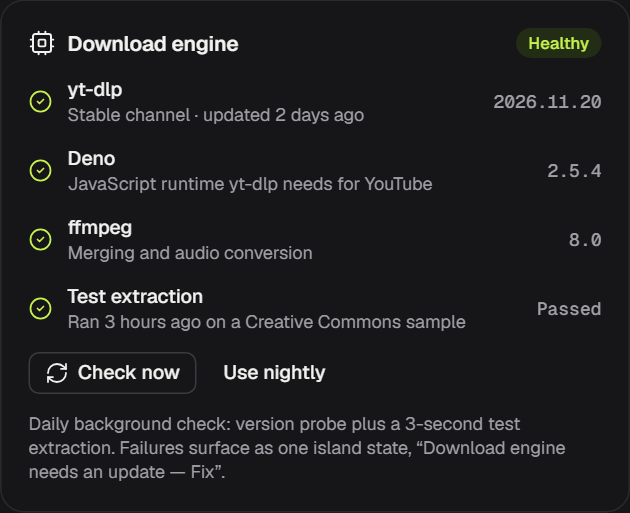 Download engine
Healthy
yt-dlp
Stable channel · updated 2 days ago
2026.11.20
Deno
JavaScript runtime yt-dlp needs for YouTube
2.5.4
ffmpeg
Merging and audio conversion
8.0
Test extraction
Ran 3 hours ago on a Creative Commons sample
Passed
Check now
Use nightly
Daily background check: version probe plus a 3-second test
extraction. Failures surface as one island state, “Download engine
needs an update — Fix”.